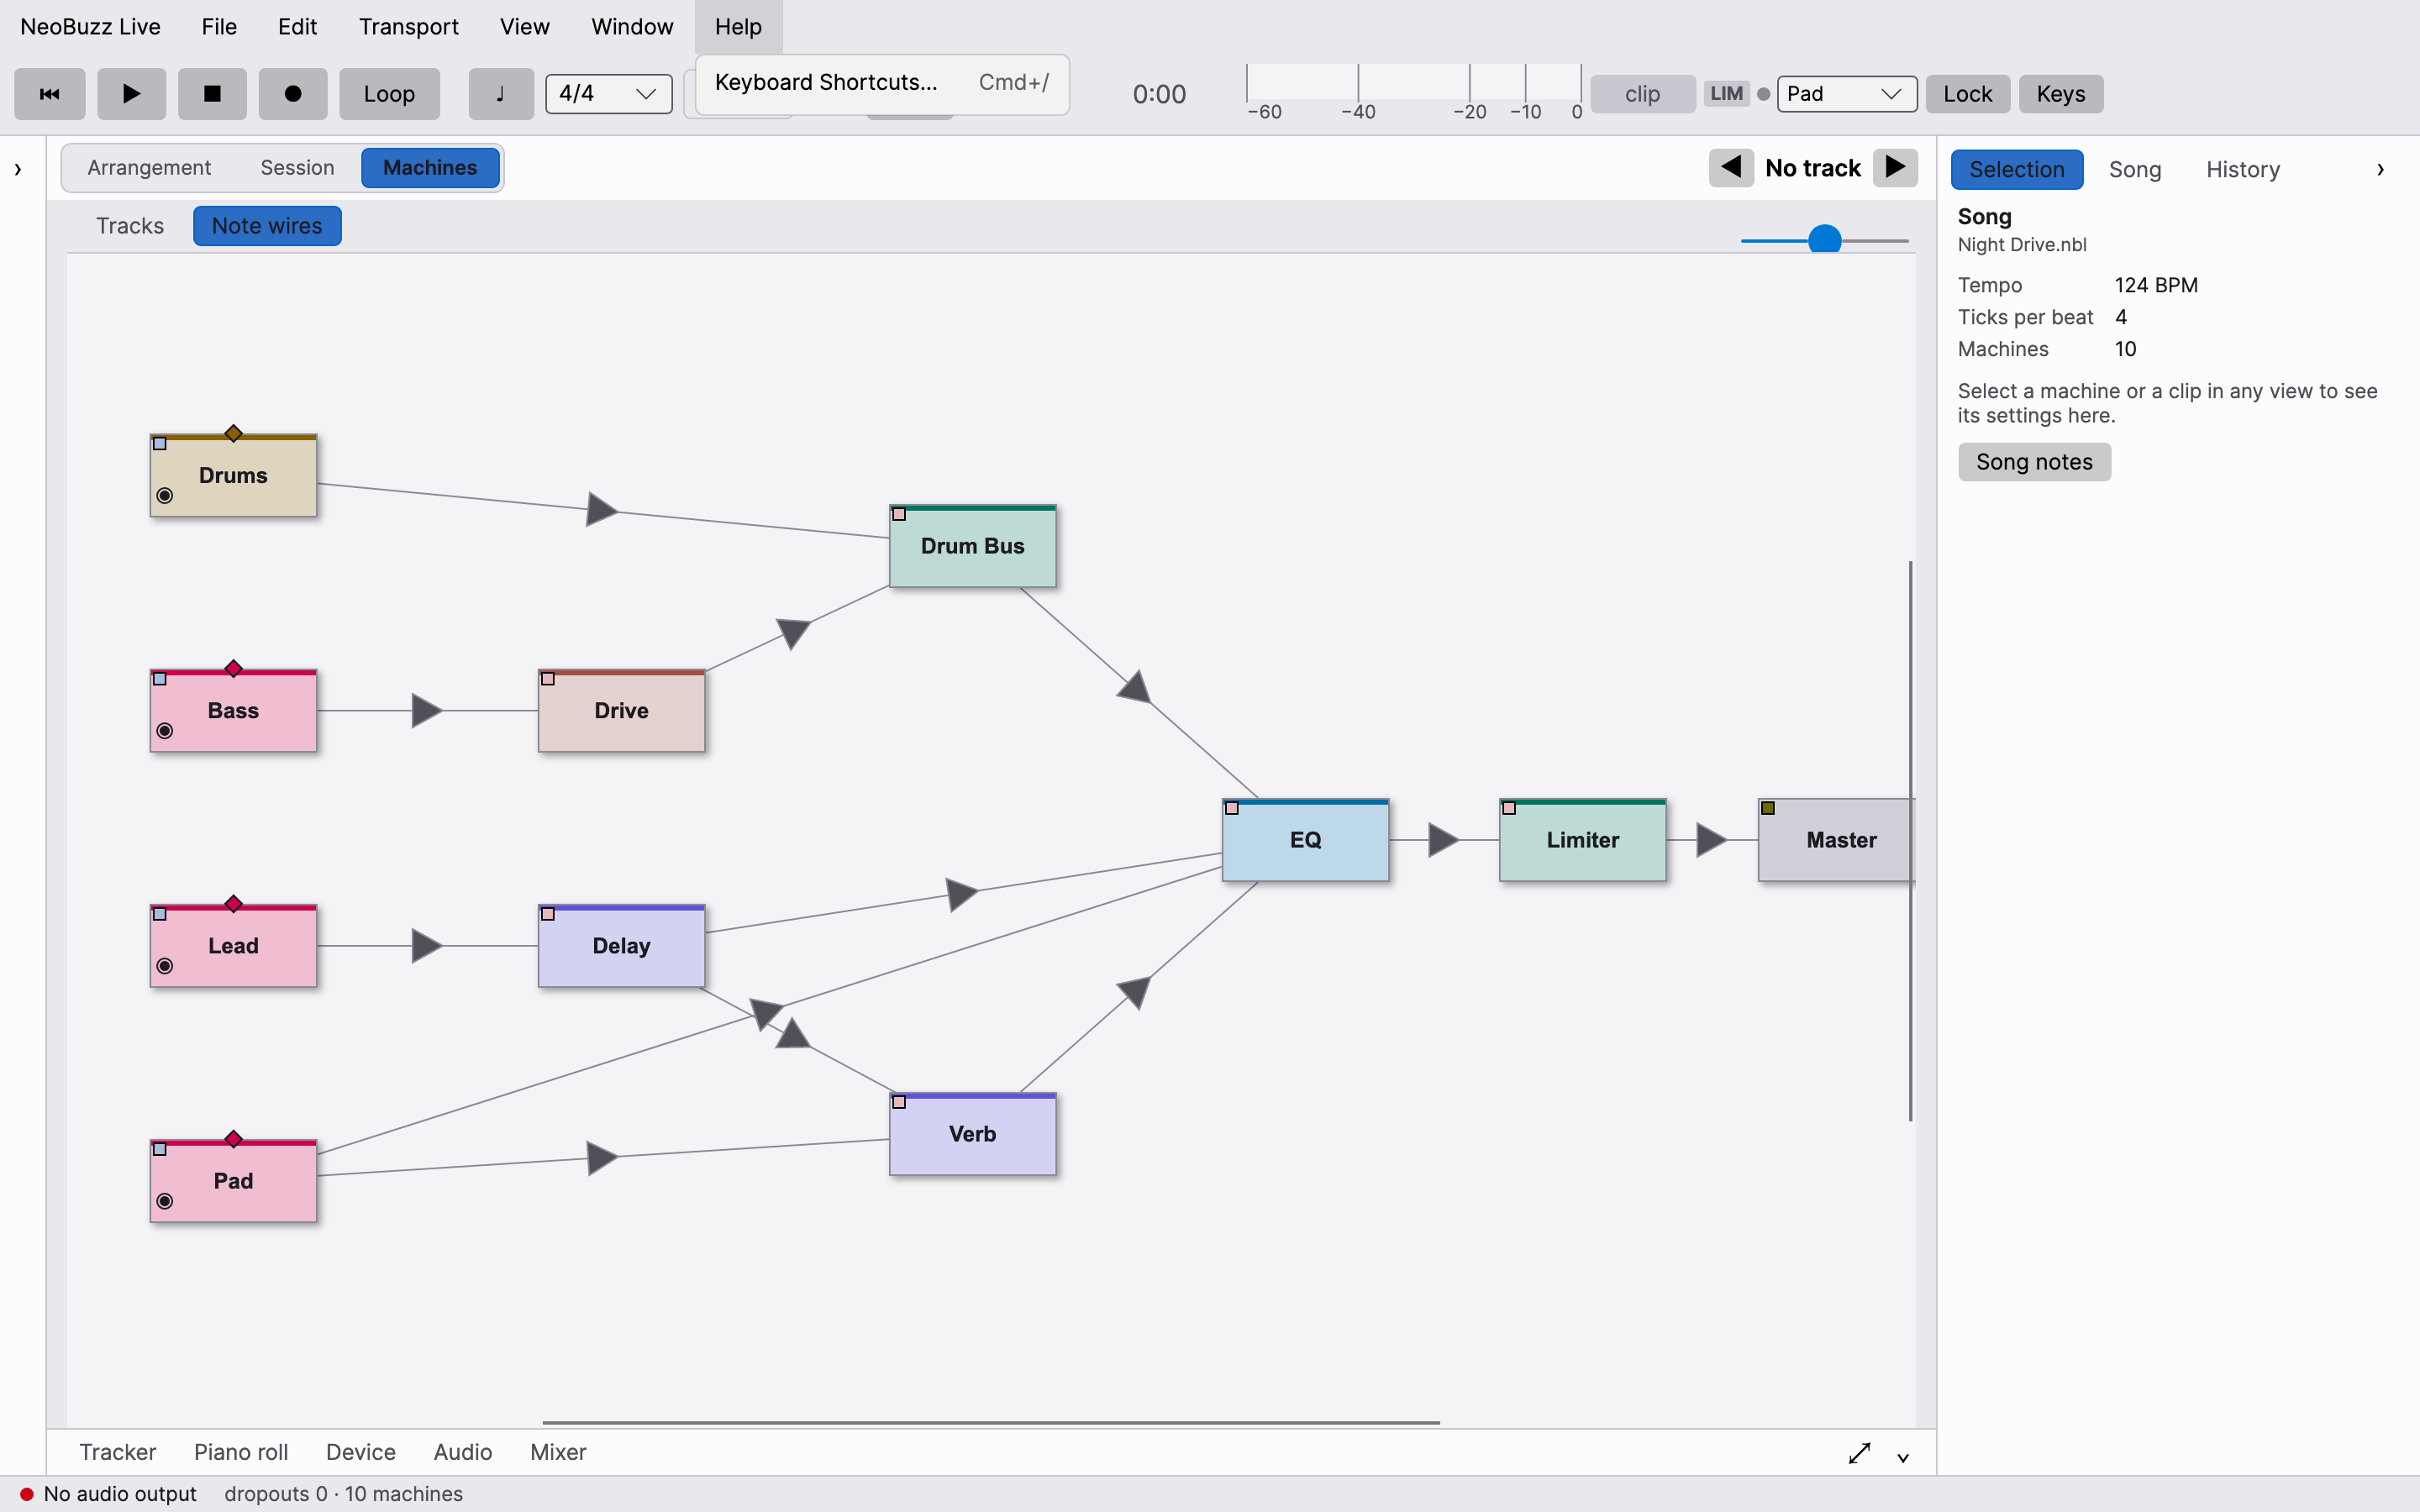 NeoBuzz Live File Edit Transport View Window Help
Keyboard Shortcuts... Cmd+/
Loop 4/4 0:00 clip LIM Pad Lock Keys
−60 −40 −20 −10 0
Arrangement Session Machines No track
Tracks Note wires
Selection Song History
Song
Night Drive.nbl
Tempo 124 BPM
Ticks per beat 4
Machines 10
Select a machine or a clip in any view to see
its settings here.
Song notes
Drums
Drum Bus
Bass
Drive
EQ
Limiter
Master
Lead
Delay
Verb
Pad
Tracker Piano roll Device Audio Mixer
No audio output dropouts 0 · 10 machines